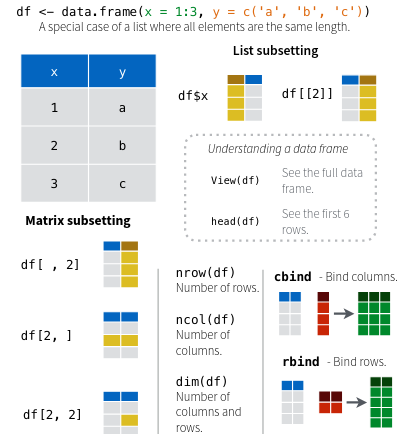 df <- data.frame(x = 1:3, y = c('a', 'b', 'c'))
A special case of a list where all elements are the same length.
x y
1 a
2 b
3 c
List subsetting
df$x
df[[2]]
Understanding a data frame
View(df)
See the full data
frame.
head(df)
See the first 6
rows.
Matrix subsetting
df[ , 2]
df[2, ]
df[2, 2]
nrow(df)
Number of rows.
ncol(df)
Number of
columns.
dim(df)
Number of
columns and
rows.
cbind - Bind columns.
rbind - Bind rows.